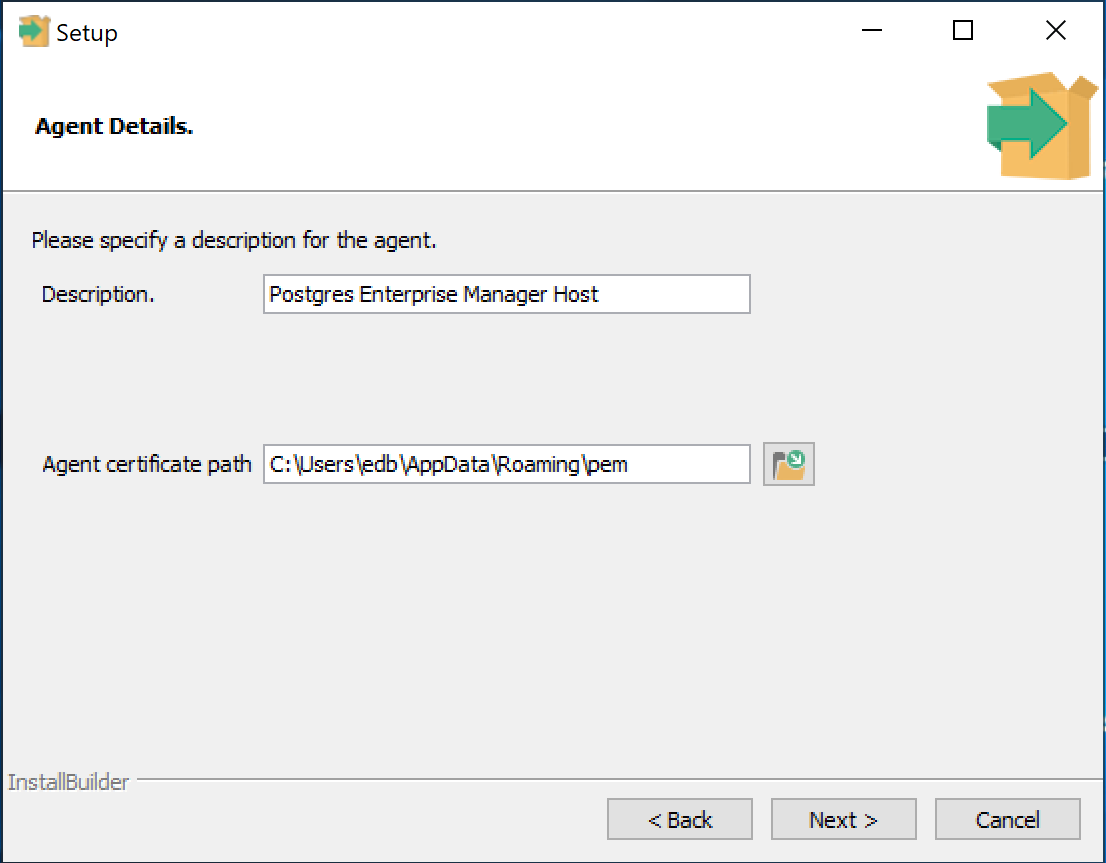 Setup
Agent Details.
Please specify a description for the agent.
Description.
Postgres Enterprise Manager Host
Agent certificate path
C:\Users\edb\AppData\Roaming\pem
InstallBuilder
< Back
Next >
Cancel